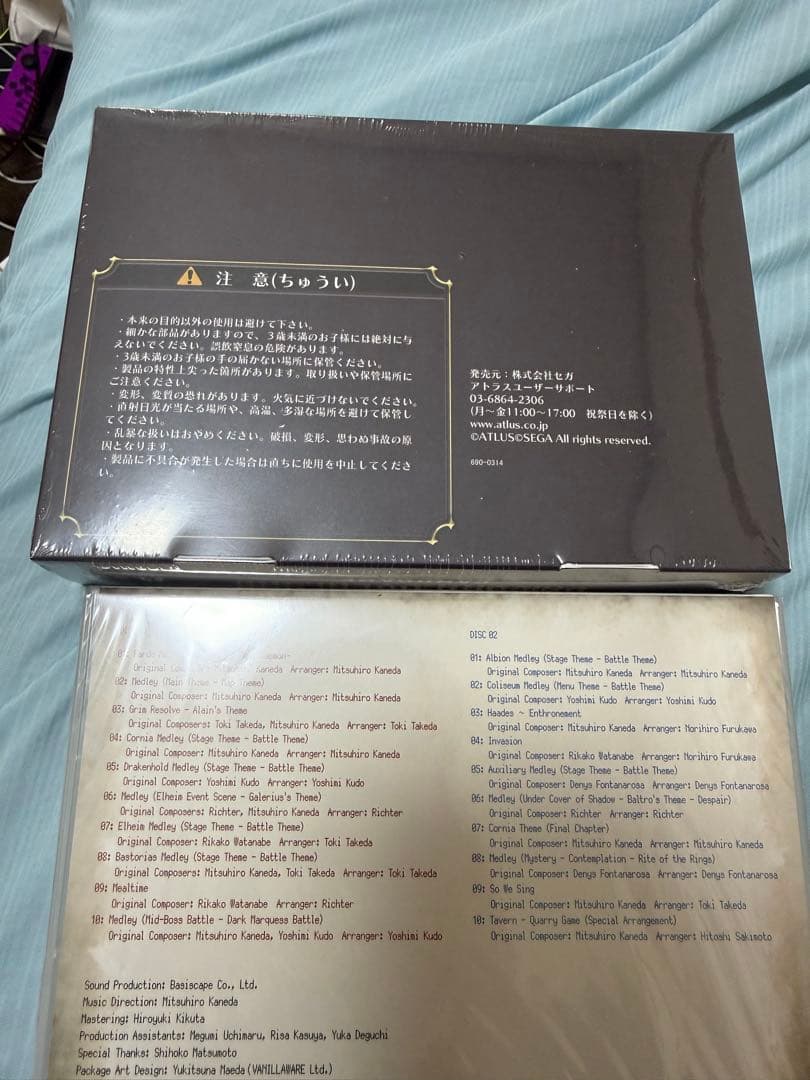 注 意(ちゅうい)
・本来の目的以外の使用は避けて下さい。
・細かな部品がありますので、３歳未満のお子様には絶対に与
えないでください。誤飲窒息の危険があります。
・３歳未満のお子様の手の届かない場所に保管ください。
・製品の特性上尖った箇所があります。取り扱いや保管場所に
ご注意ください。
・変形、変質の恐れがあります。火気に近づけないでください。
・直射日光が当たる場所や、高温、多湿な場所を避けて保管し
てください。
・乱暴な扱いはおやめください。破損、変形、思わぬ事故の原
因となります。
・製品に不具合が発生した場合は直ちに使用を中止してくださ
い。
発売元：株式会社セガ
アトラスユーザーサポート
03-6864-2306
(月～金11:00～17:00 祝祭日を除く)
www.atlus.co.jp
©ATLUS©SEGA All rights reserved.
690-0314
Kaneda Arranger: Mitsuhiro Kaneda
02: Medley (Main Theme - Map Theme)
Original Composer: Mitsuhiro Kaneda Arranger: Mitsuhiro Kaneda
03: Grim Resolve - Alain's Theme
Original Composers: Toki Takeda, Mitsuhiro Kaneda Arranger: Toki Takeda
04: Cornia Medley (Stage Theme - Battle Theme)
Original Composer: Mitsuhiro Kaneda Arranger: Mitsuhiro Kaneda
05: Drakenhold Medley (Stage Theme - Battle Theme)
Original Composer: Yoshimi Kudo Arranger: Yoshimi Kudo
06: Medley (Elheim Event Scene - Galerius's Theme)
Original Composers: Richter, Mitsuhiro Kaneda Arranger: Richter
07: Elheim Medley (Stage Theme - Battle Theme)
Original Composer: Rikako Watanabe Arranger: Toki Takeda
08: Bastorias Medley (Stage Theme - Battle Theme)
Original Composers: Mitsuhiro Kaneda, Toki Takada Arranger: Toki Takeda
09: Mealtime
Original Composer: Rikako Watanabe Arranger: Richter
10: Medley (Mid-Boss Battle - Dark Marquess Battle)
Original Composer: Mitsuhiro Kaneda, Yoshimi Kudo Arranger: Yoshimi Kudo
DISC 02
01: Albion Medley (Stage Theme - Battle Theme)
Original Composer: Mitsuhiro Kaneda Arranger: Mitsuhiro Kaneda
02: Coliseum Medley (Menu Theme - Battle Theme)
Original Composer: Yoshimi Kudo Arranger: Yoshimi Kudo
03: Haades ~ Enthronement
Original Composer: Mitsuhiro Kaneda Arranger: Norihiro Furukawa
04: Invasion
Original Composer: Rikako Watanabe Arranger: Norihiro Furukawa
05: Auxiliary Medley (Stage Theme - Battle Theme)
Original Composer: Denys Fontanarosa Arranger: Denys Fontanarosa
06: Medley (Under Cover of Shadow - Baltro's Theme - Despair)
Original Composer: Richter Arranger: Richter
07: Cornia Theme (Final Chapter)
Original Composer: Mitsuhiro Kaneda Arranger: Mitsuhiro Kaneda
08: Medley (Mystery - Contemplation - Rite of the Rings)
Original Composer: Denys Fontanarosa Arranger: Denys Fontanarosa
09: So We Sing
Original Composer: Mitsuhiro Kaneda Arranger: Toki Takeda
10: Tavern - Quarry Game (Special Arrangement)
Original Composer: Mitsuhiro Kaneda Arranger: Hitoshi Sakimoto
Sound Production: Basiscape Co., Ltd.
Music Direction: Mitsuhiro Kaneda
Mastering: Hiroyuki Kikuta
Production Assistants: Megumi Uchimaru, Risa Kasuya, Yuka Deguchi
Special Thanks: Shihoko Matsumoto
Package Art Design: Yukitsuna Maeda (VANILLAWARE Ltd.)